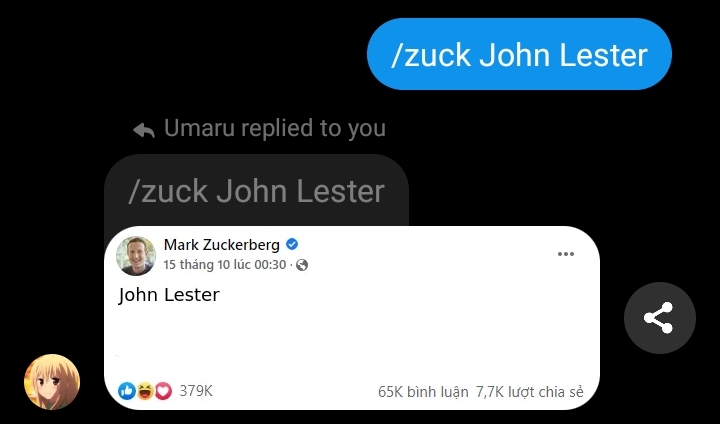 /zuck John Lester
Umaru replied to you
/zuck John Lester
Mark Zuckerberg
15 tháng 10 lúc 00:30 ·
John Lester
379K
65K bình luận 7,7K lượt chia sẻ